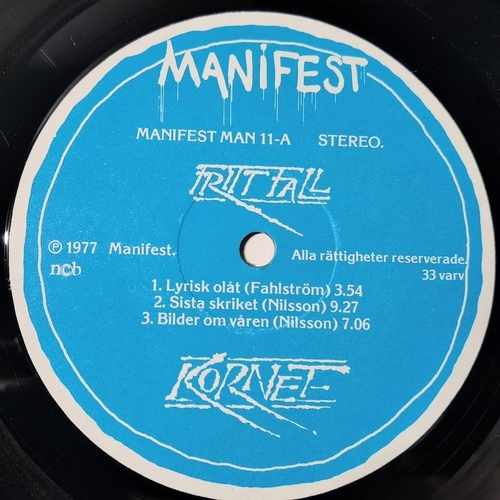 MANIFEST
MANIFEST MAN 11-A STEREO.
FRITT FALL
℗ 1977 Manifest. Alla rättigheter reserverade.
ncb 33 varv
1. Lyrisk olåt (Fahlström) 3.54
2. Sista skriket (Nilsson) 9.27
3. Bilder om våren (Nilsson) 7.06
KORNET